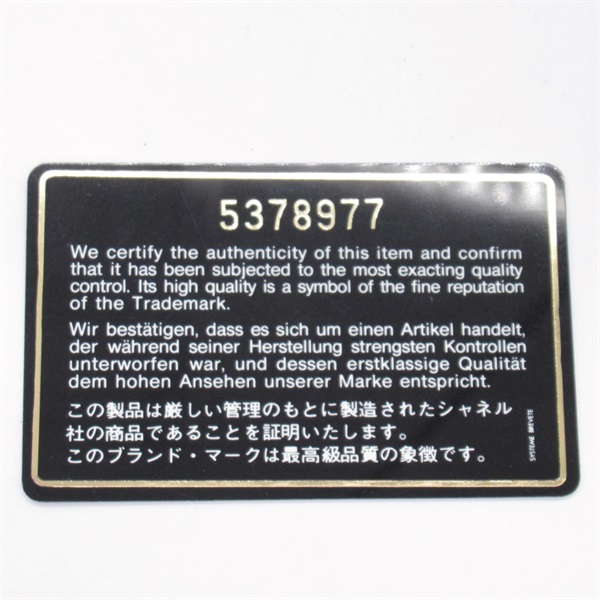 5378977
We certify the authenticity of this item and confirm
that it has been subjected to the most exacting quality
control. Its high quality is a symbol of the fine reputation
of the Trademark.
Wir bestätigen, dass es sich um einen Artikel handelt,
der während seiner Herstellung strengsten Kontrollen
unterworfen war, und dessen erstklassige Qualität
dem hohen Ansehen unserer Marke entspricht.
この製品は厳しい管理のもとに製造されたシャネル
社の商品であることを証明いたします。
このブランド・マークは最高級品質の象徴です。
SYSTEME BREVETE